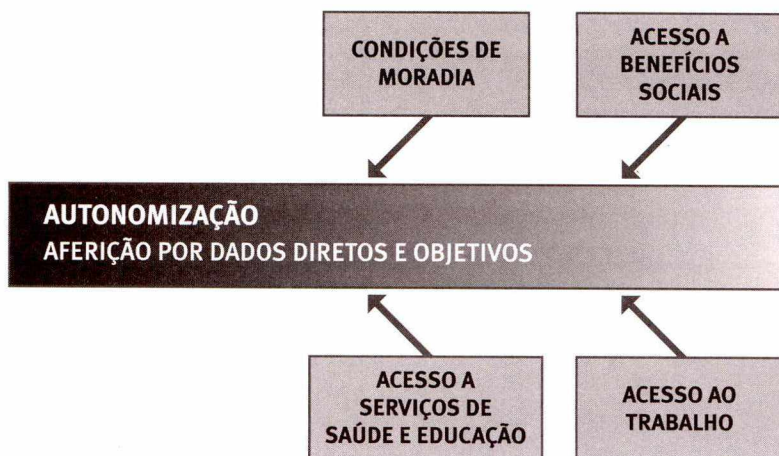 CONDIÇÕES DE
MORADIA
ACESSO A
BENEFÍCIOS
SOCIAIS
AUTONOMIZAÇÃO
AFERIÇÃO POR DADOS DIRETOS E OBJETIVOS
ACESSO A
SERVIÇOS DE
SAÚDE E EDUCAÇÃO
ACESSO AO
TRABALHO